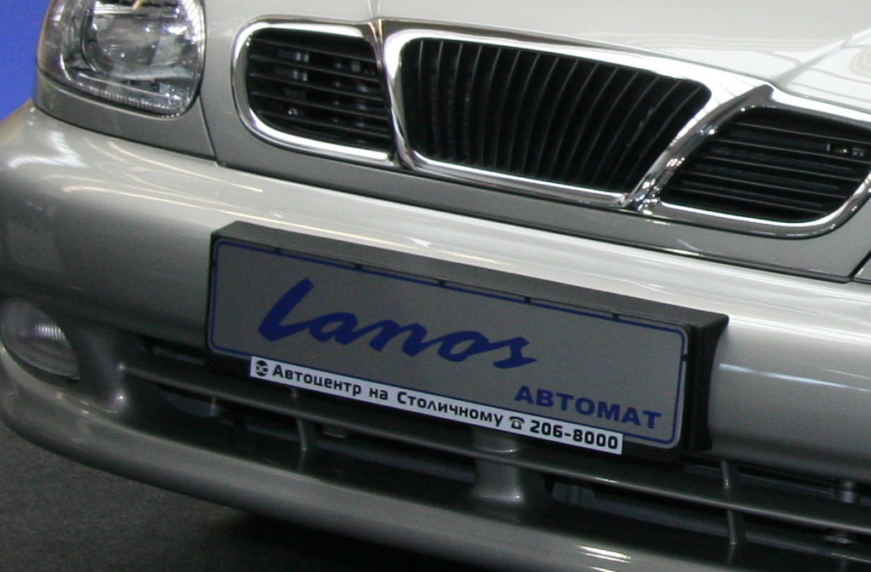 Lanos
АВТОМАТ
Автоцентр на Столичному ☎ 206-8000